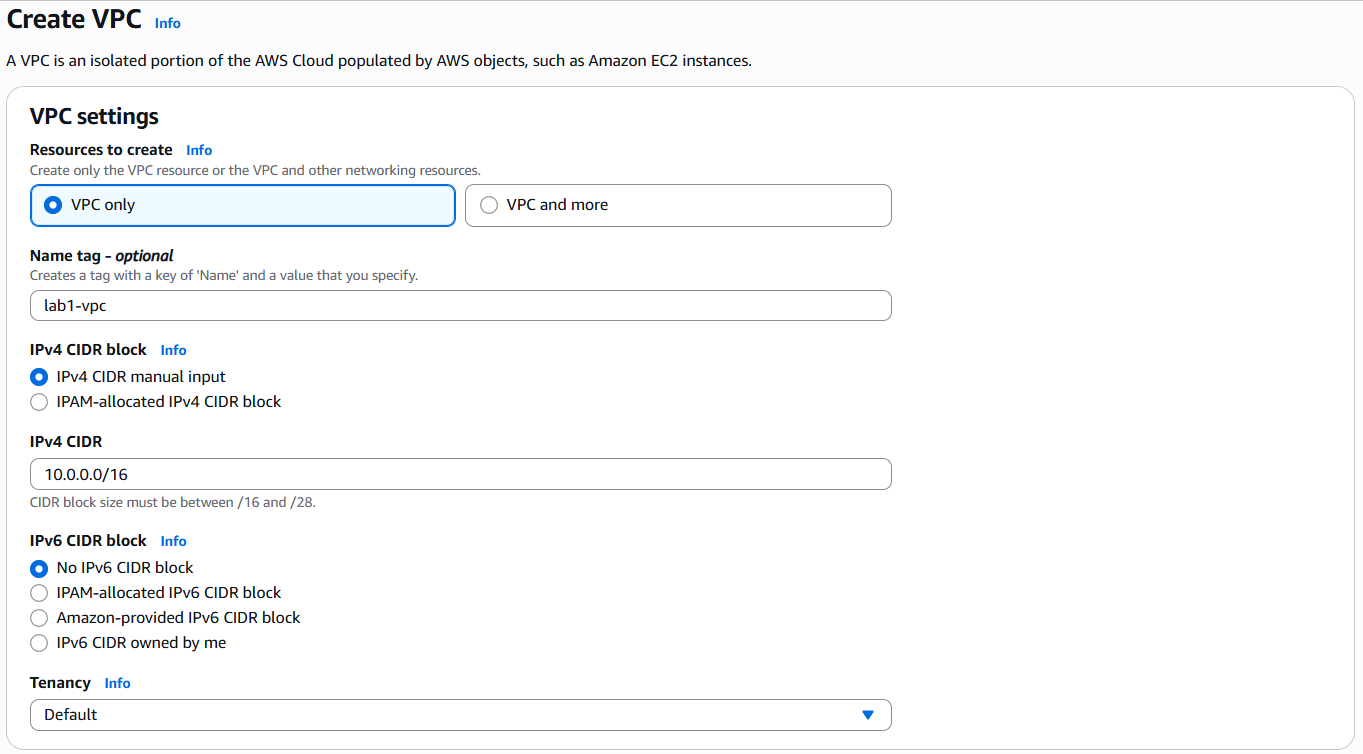 Create VPC Info
A VPC is an isolated portion of the AWS Cloud populated by AWS objects, such as Amazon EC2 instances.
VPC settings
Resources to create Info
Create only the VPC resource or the VPC and other networking resources.
VPC only
VPC and more
Name tag - optional
Creates a tag with a key of 'Name' and a value that you specify.
lab1-vpc
IPv4 CIDR block Info
IPv4 CIDR manual input
IPAM-allocated IPv4 CIDR block
IPv4 CIDR
10.0.0.0/16
CIDR block size must be between /16 and /28.
IPv6 CIDR block Info
No IPv6 CIDR block
IPAM-allocated IPv6 CIDR block
Amazon-provided IPv6 CIDR block
IPv6 CIDR owned by me
Tenancy Info
Default